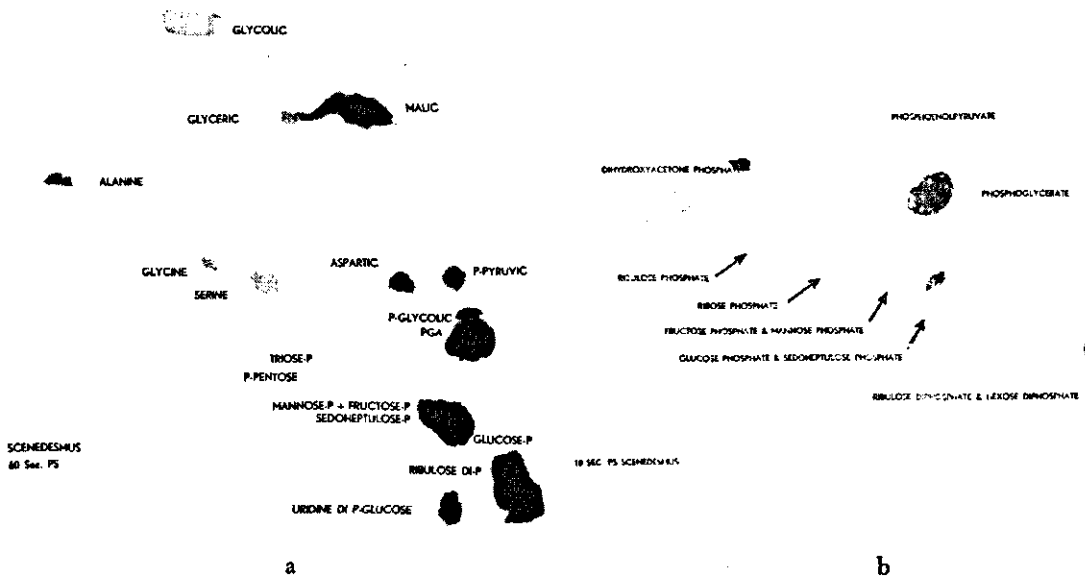 GLYCOLIC
GLYCERIC
MALIC
ALANINE
GLYCINE
SERINE
ASPARTIC
P-PYRUVIC
P-GLYCOLIC
PGA
TRIOSE-P
P-PENTOSE
MANNOSE-P + FRUCTOSE-P
SEDOHEPTULOSE-P
GLUCOSE-P
SCENEDESMUS
60 Sec. PS
RIBULOSE DI-P
URIDINE DI P-GLUCOSE
a
PHOSPHOENOLPYRUVATE
DIHYDROXYACETONE PHOSPHATE
PHOSPHOGLYCERATE
RIBULOSE PHOSPHATE
RIBOSE PHOSPHATE
FRUCTOSE PHOSPHATE & MANNOSE PHOSPHATE
GLUCOSE PHOSPHATE & SEDOHEPTULOSE PHOSPHATE
RIBULOSE DIPHOSPHATE & HEXOSE DIPHOSPHATE
10 SEC. PS SCENEDESMUS
b